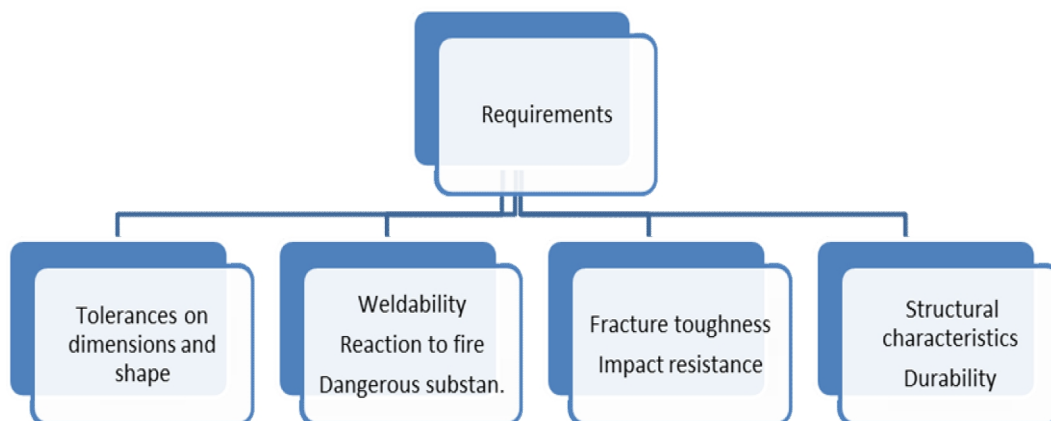 Requirements
Tolerances on
dimensions and
shape
Weldability
Reaction to fire
Dangerous substan.
Fracture toughness
Impact resistance
Structural
characteristics
Durability